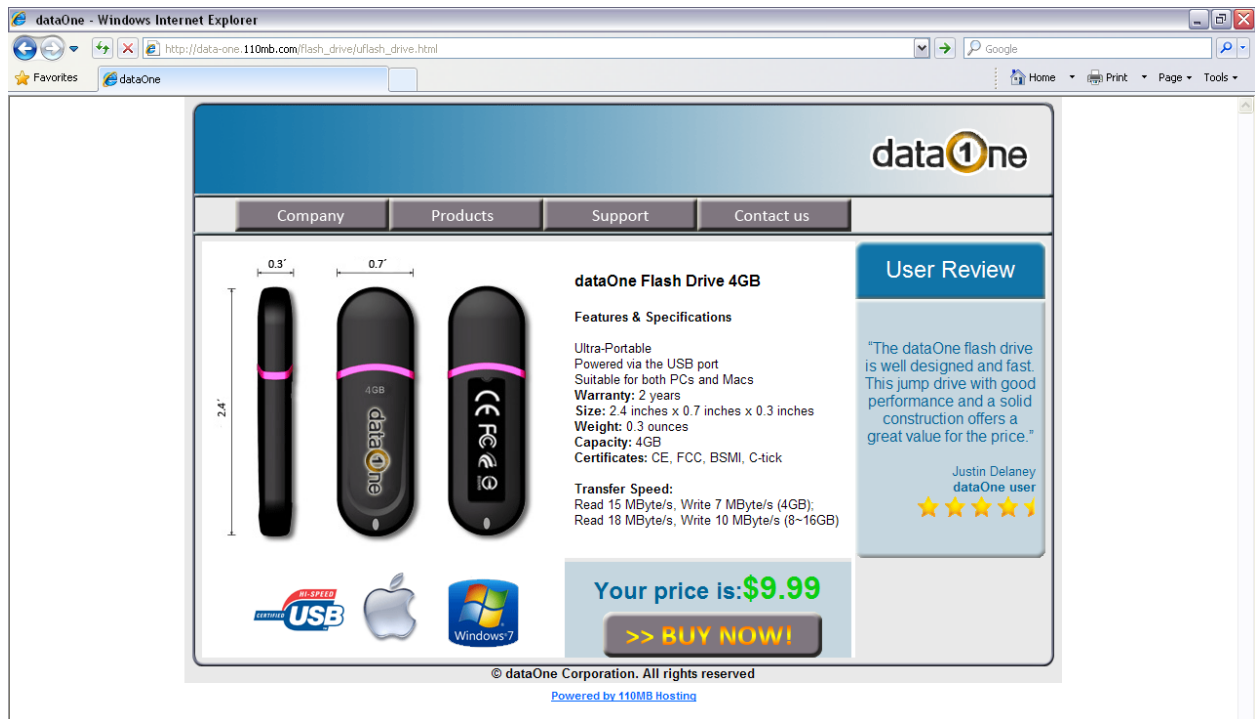 dataOne - Windows Internet Explorer
http://data-one.110mb.com/flash_drive/uflash_drive.html
Google
Favorites
dataOne
Home
Print
Page
Tools
data1ne
Company
Products
Support
Contact us
0.3´
0.7´
2.4´
4GB
data1ne
CE FC
dataOne Flash Drive 4GB
Features & Specifications
Ultra-Portable
Powered via the USB port
Suitable for both PCs and Macs
Warranty: 2 years
Size: 2.4 inches x 0.7 inches x 0.3 inches
Weight: 0.3 ounces
Capacity: 4GB
Certificates: CE, FCC, BSMI, C-tick
Transfer Speed:
Read 15 MByte/s, Write 7 MByte/s (4GB);
Read 18 MByte/s, Write 10 MByte/s (8~16GB)
User Review
"The dataOne flash drive
is well designed and fast.
This jump drive with good
performance and a solid
construction offers a
great value for the price."
Justin Delaney
dataOne user
HI-SPEED
CERTIFIED USB
Windows 7
Your price is:$9.99
>> BUY NOW!
© dataOne Corporation. All rights reserved
Powered by 110MB Hosting